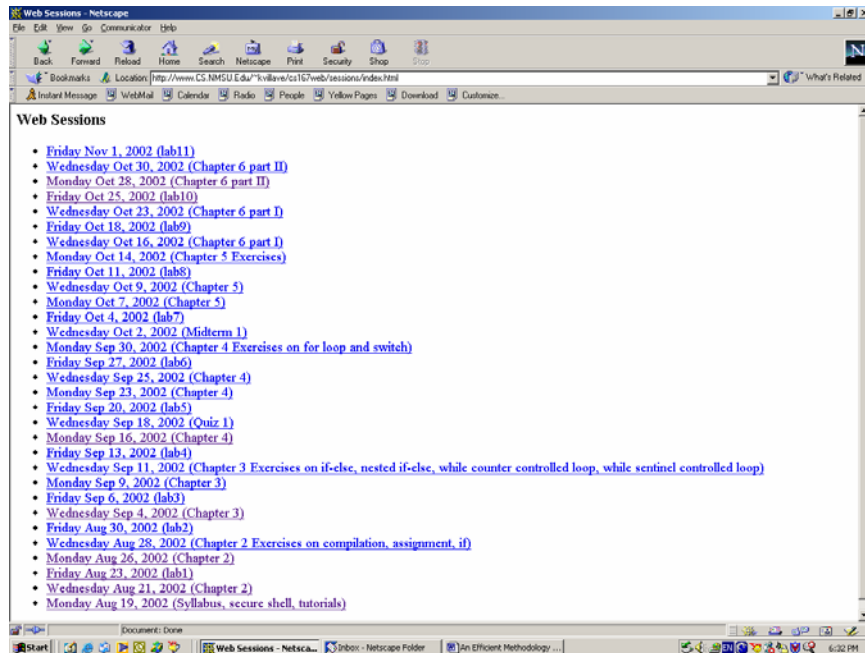 Web Sessions - Netscape
File Edit View Go Communicator Help
Back Forward Reload Home Search Netscape Print Security Shop Stop
Bookmarks Location: http://www.CS.NMSU.Edu/~kvillave/cs167web/sessions/index.html What's Related
Instant Message WebMail Calendar Radio People Yellow Pages Download Customize...
Web Sessions
Friday Nov 1, 2002 (lab11)
Wednesday Oct 30, 2002 (Chapter 6 part II)
Monday Oct 28, 2002 (Chapter 6 part II)
Friday Oct 25, 2002 (lab10)
Wednesday Oct 23, 2002 (Chapter 6 part I)
Friday Oct 18, 2002 (lab9)
Wednesday Oct 16, 2002 (Chapter 6 part I)
Monday Oct 14, 2002 (Chapter 5 Exercises)
Friday Oct 11, 2002 (lab8)
Wednesday Oct 9, 2002 (Chapter 5)
Monday Oct 7, 2002 (Chapter 5)
Friday Oct 4, 2002 (lab7)
Wednesday Oct 2, 2002 (Midterm 1)
Monday Sep 30, 2002 (Chapter 4 Exercises on for loop and switch)
Friday Sep 27, 2002 (lab6)
Wednesday Sep 25, 2002 (Chapter 4)
Monday Sep 23, 2002 (Chapter 4)
Friday Sep 20, 2002 (lab5)
Wednesday Sep 18, 2002 (Quiz 1)
Monday Sep 16, 2002 (Chapter 4)
Friday Sep 13, 2002 (lab4)
Wednesday Sep 11, 2002 (Chapter 3 Exercises on if-else, nested if-else, while counter controlled loop, while sentinel controlled loop)
Monday Sep 9, 2002 (Chapter 3)
Friday Sep 6, 2002 (lab3)
Wednesday Sep 4, 2002 (Chapter 3)
Friday Aug 30, 2002 (lab2)
Wednesday Aug 28, 2002 (Chapter 2 Exercises on compilation, assignment, if)
Monday Aug 26, 2002 (Chapter 2)
Friday Aug 23, 2002 (lab1)
Wednesday Aug 21, 2002 (Chapter 2)
Monday Aug 19, 2002 (Syllabus, secure shell, tutorials)
Document: Done
Start Web Sessions - Netsca... Inbox - Netscape Folder An Efficient Methodology ... EN 6:32 PM